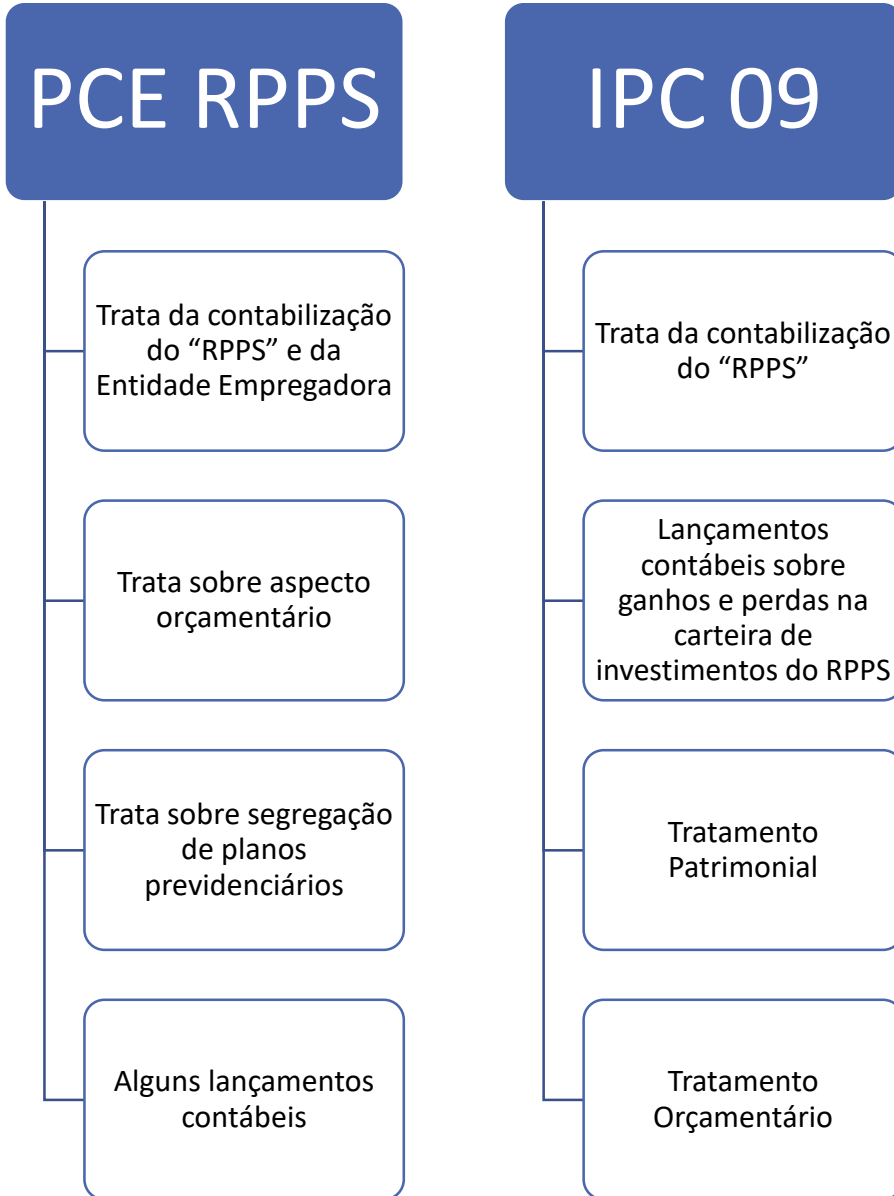 PCE RPPS
Trata da contabilização
do “RPPS” e da
Entidade Empregadora
Trata sobre aspecto
orçamentário
Trata sobre segregação
de planos
previdenciários
Alguns lançamentos
contábeis
IPC 09
Trata da contabilização
do “RPPS”
Lançamentos
contábeis sobre
ganhos e perdas na
carteira de
investimentos do RPPS
Tratamento
Patrimonial
Tratamento
Orçamentário